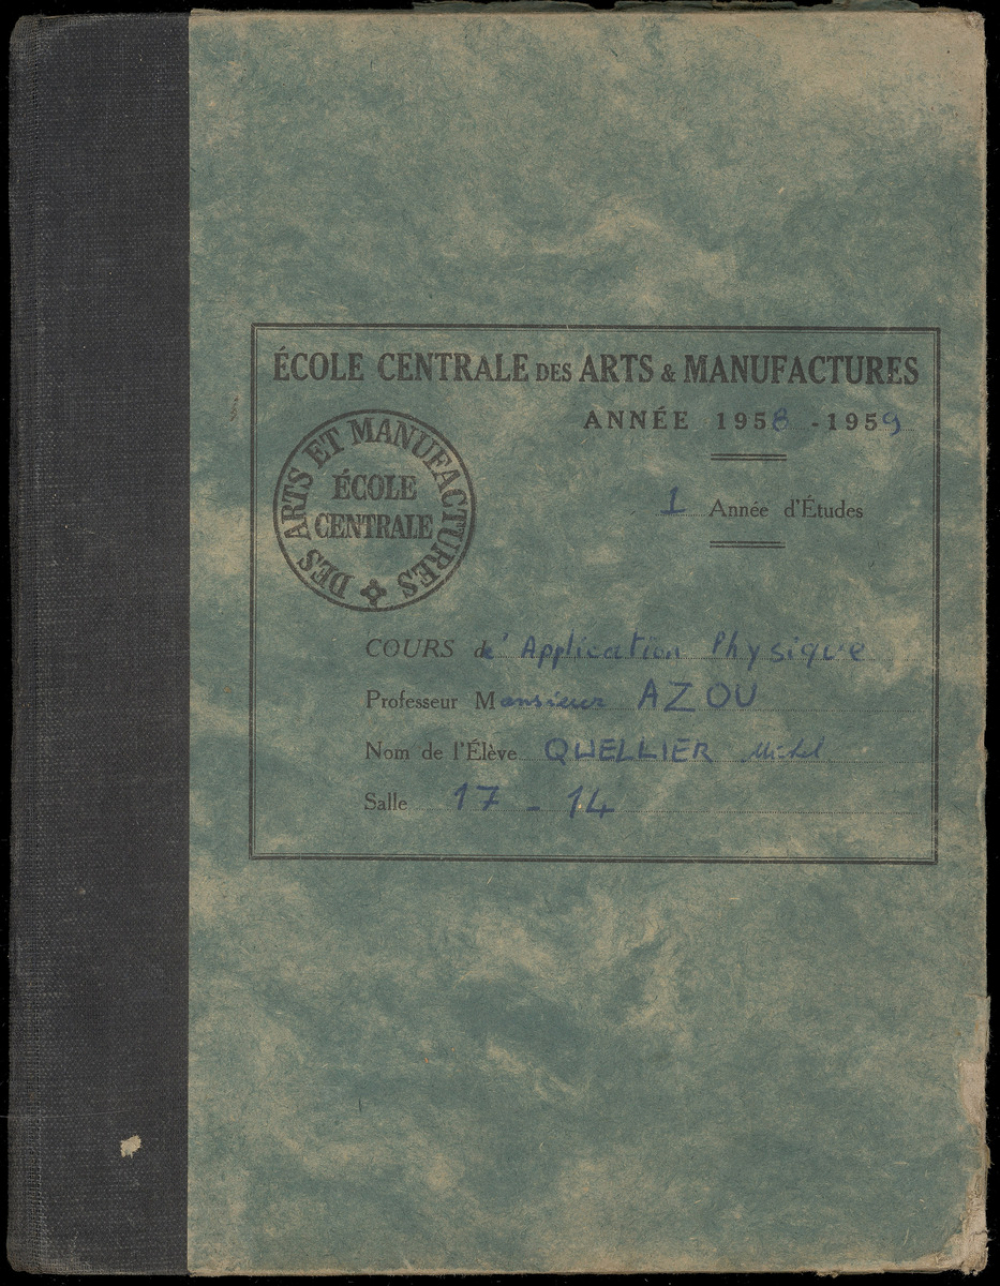 ÉCOLE CENTRALE DES ARTS & MANUFACTURES
ANNÉE 1958 - 1959
DES ARTS ET MANUFACTURES
ÉCOLE
CENTRALE
1 Année d'Études
COURS d' Application Physique
Professeur Monsieur AZOU
Nom de l'Élève QUELLIER Michel
Salle 17 - 14